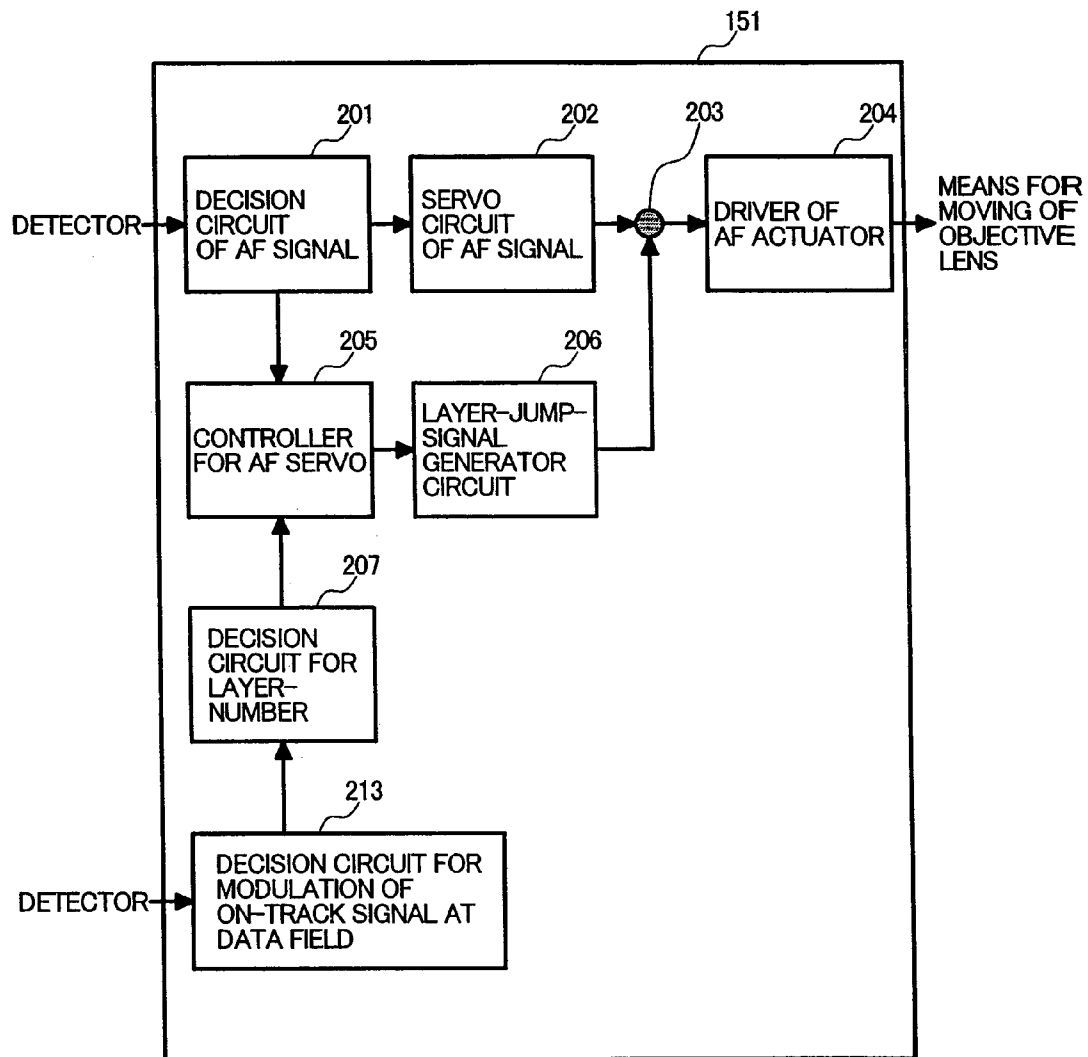 151
201
202
203
204
DETECTOR
DECISION
CIRCUIT
OF AF SIGNAL
SERVO
CIRCUIT
OF AF SIGNAL
DRIVER OF
AF ACTUATOR
MEANS FOR
MOVING OF
OBJECTIVE
LENS
205
206
CONTROLLER
FOR AF SERVO
LAYER-JUMP-
SIGNAL
GENERATOR
CIRCUIT
207
DECISION
CIRCUIT FOR
LAYER-
NUMBER
213
DETECTOR
DECISION CIRCUIT FOR
MODULATION OF
ON-TRACK SIGNAL AT
DATA FIELD